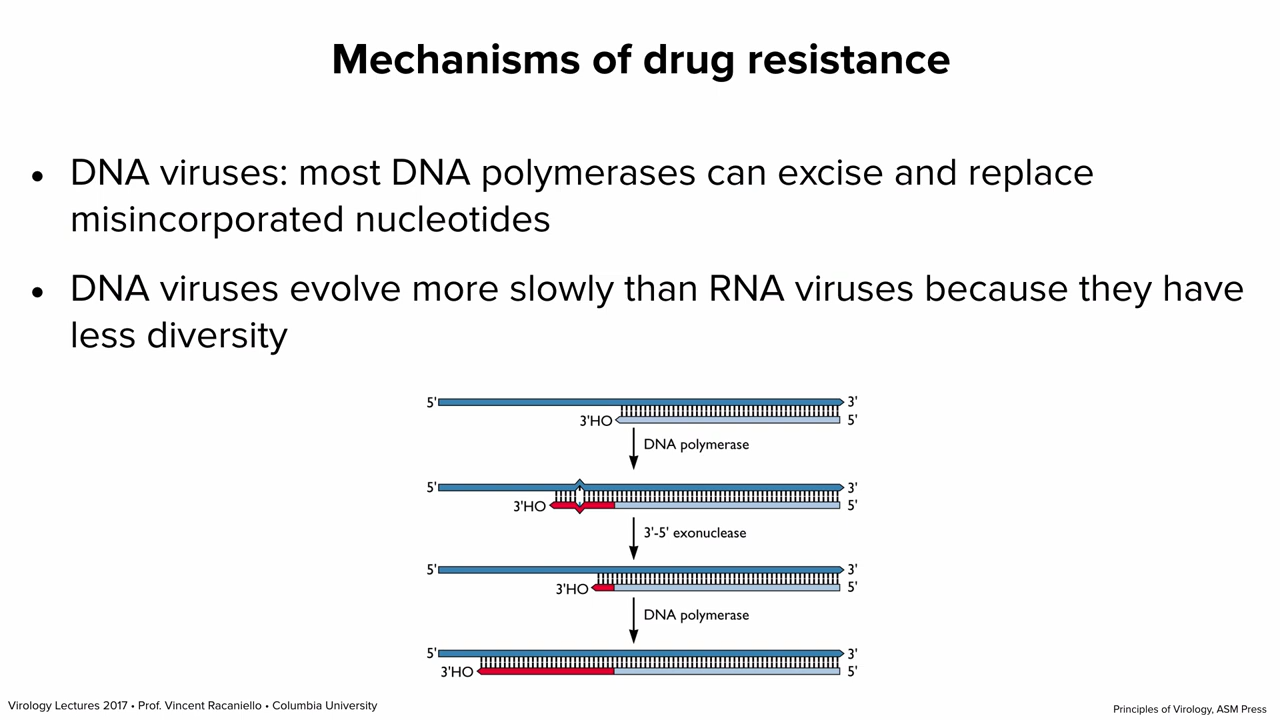 Mechanisms of drug resistance
• DNA viruses: most DNA polymerases can excise and replace
misincorporated nucleotides
• DNA viruses evolve more slowly than RNA viruses because they have
less diversity
5' 3'
3'HO 5'
DNA polymerase
5' 3'
3'HO 5'
3'-5' exonuclease
5' 3'
3'HO 5'
DNA polymerase
5' 3'
3'HO 5'
Virology Lectures 2017 • Prof. Vincent Racaniello • Columbia University
Principles of Virology, ASM Press